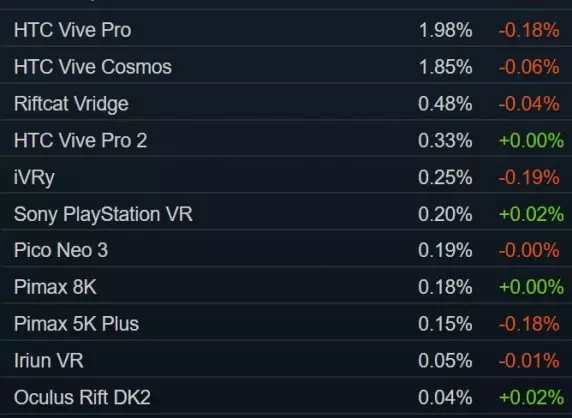 HTC Vive Pro 1.98% -0.18%
HTC Vive Cosmos 1.85% -0.06%
Riftcat Vridge 0.48% -0.04%
HTC Vive Pro 2 0.33% +0.00%
iVRy 0.25% -0.19%
Sony PlayStation VR 0.20% +0.02%
Pico Neo 3 0.19% -0.00%
Pimax 8K 0.18% +0.00%
Pimax 5K Plus 0.15% -0.18%
Iriun VR 0.05% -0.01%
Oculus Rift DK2 0.04% +0.02%